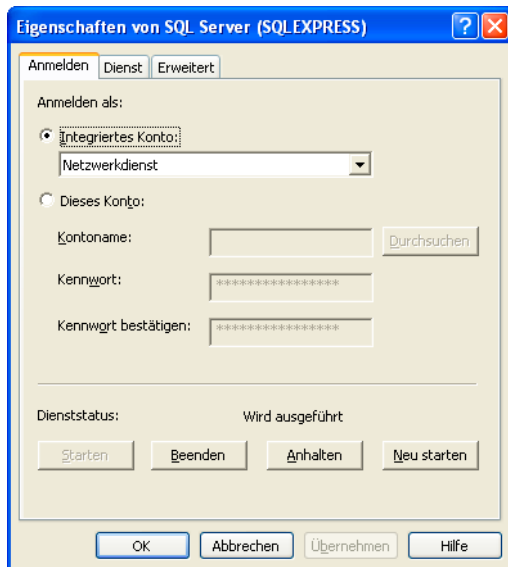 Eigenschaften von SQL Server (SQLEXPRESS)
Anmelden Dienst Erweitert
Anmelden als:
Integriertes Konto:
Netzwerkdienst
Dieses Konto:
Kontoname: Durchsuchen
Kennwort: ****************
Kennwort bestätigen: ****************
Dienststatus: Wird ausgeführt
Starten Beenden Anhalten Neu starten
OK Abbrechen Übernehmen Hilfe